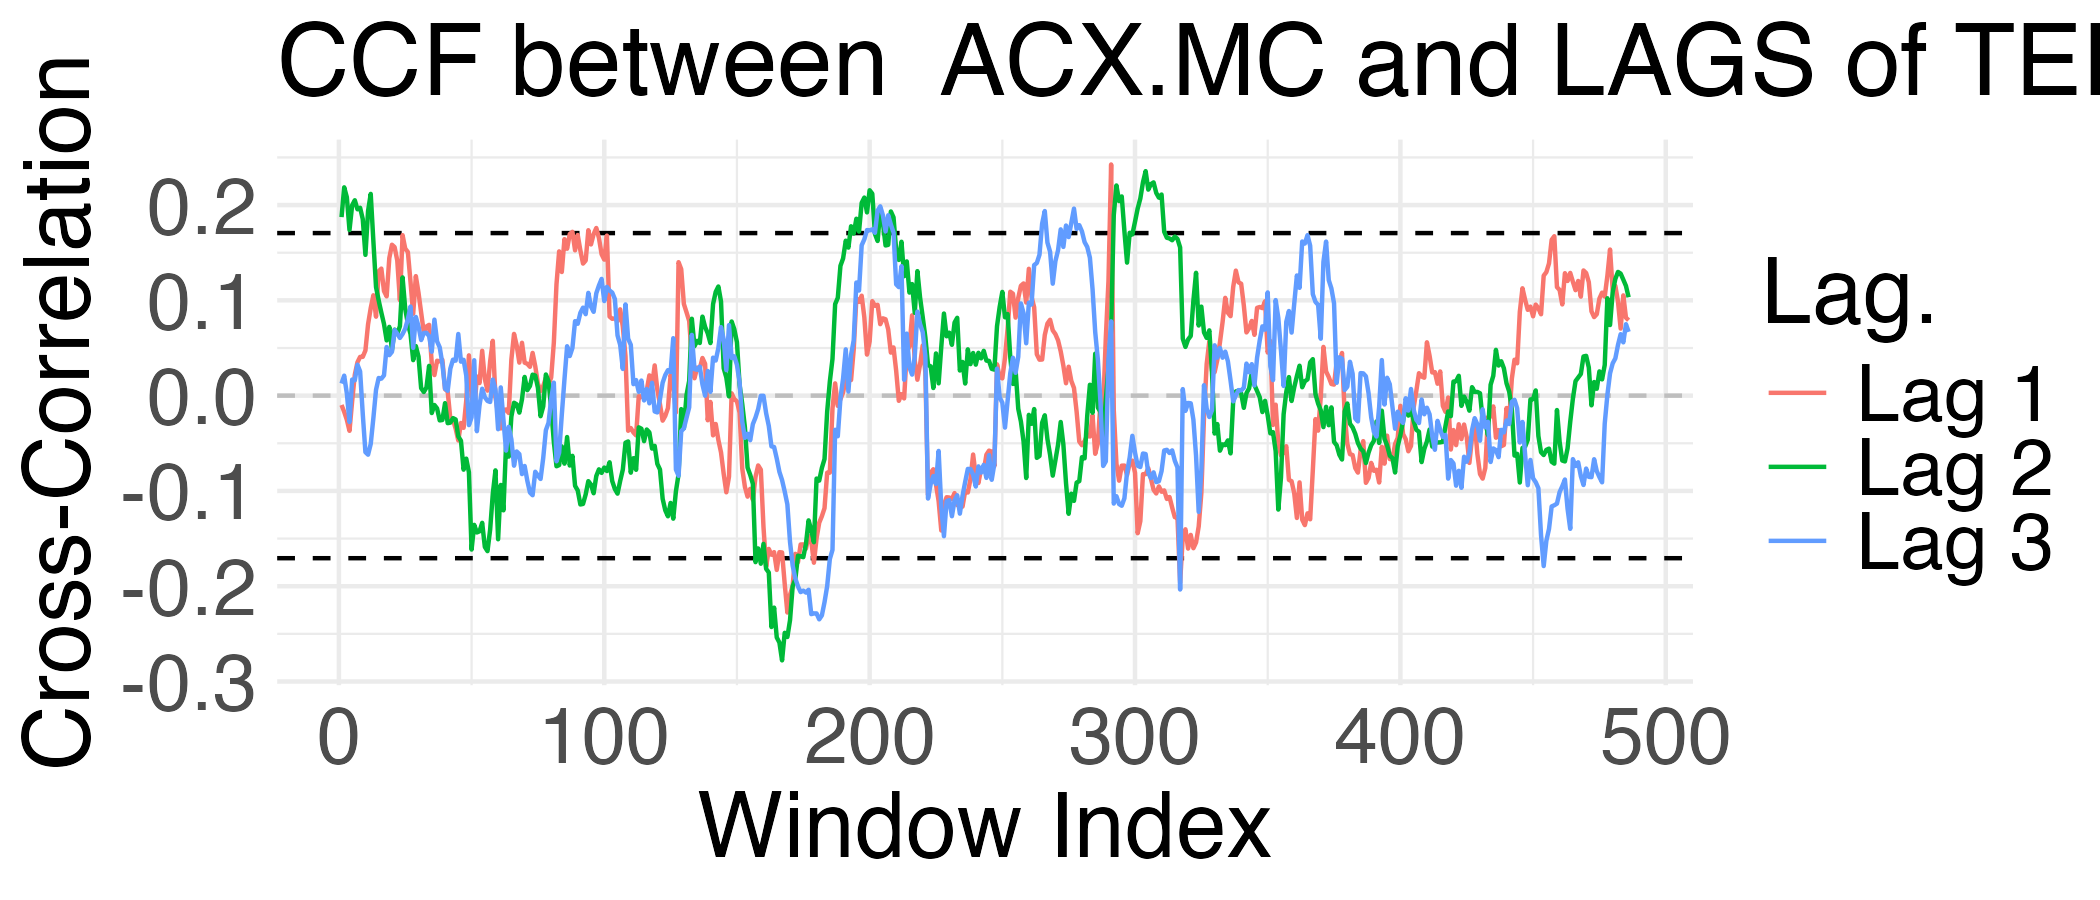 CCF between  ACX.MC and LAGS of
Cross-Correlation
0.2
0.1
0.0
-0.1
-0.2
-0.3
0 100 200 300 400 500
Window Index
Lag.
Lag 1
Lag 2
Lag 3